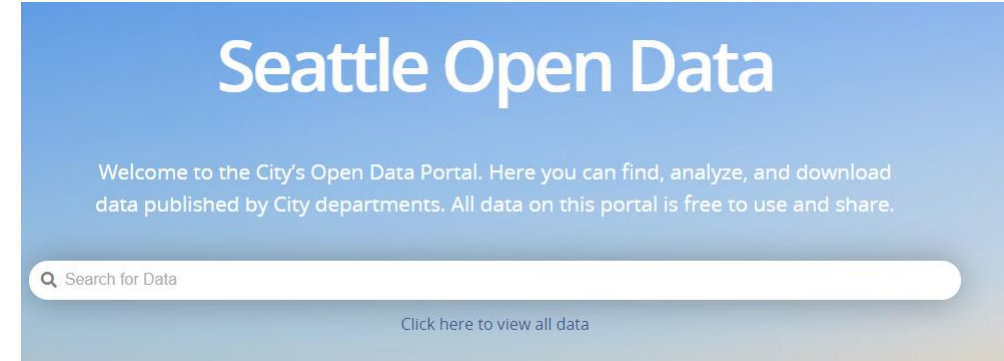 Seattle Open Data
Welcome to the City's Open Data Portal. Here you can find, analyze, and download
data published by City departments. All data on this portal is free to use and share.
Search for Data
Click here to view all data